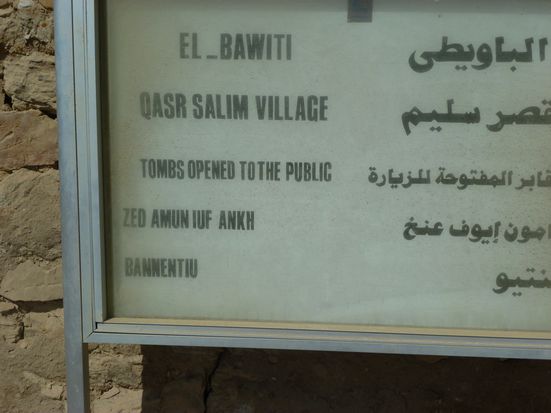 EL_BAWITI الباويطى
QASR SALIM VILLAGE قصر سليم
TOMBS OPENED TO THE PUBLIC المفتوحة للزيارة
ZED AMUN IUF ANKH امون إيوف عنخ
BANNENTIU